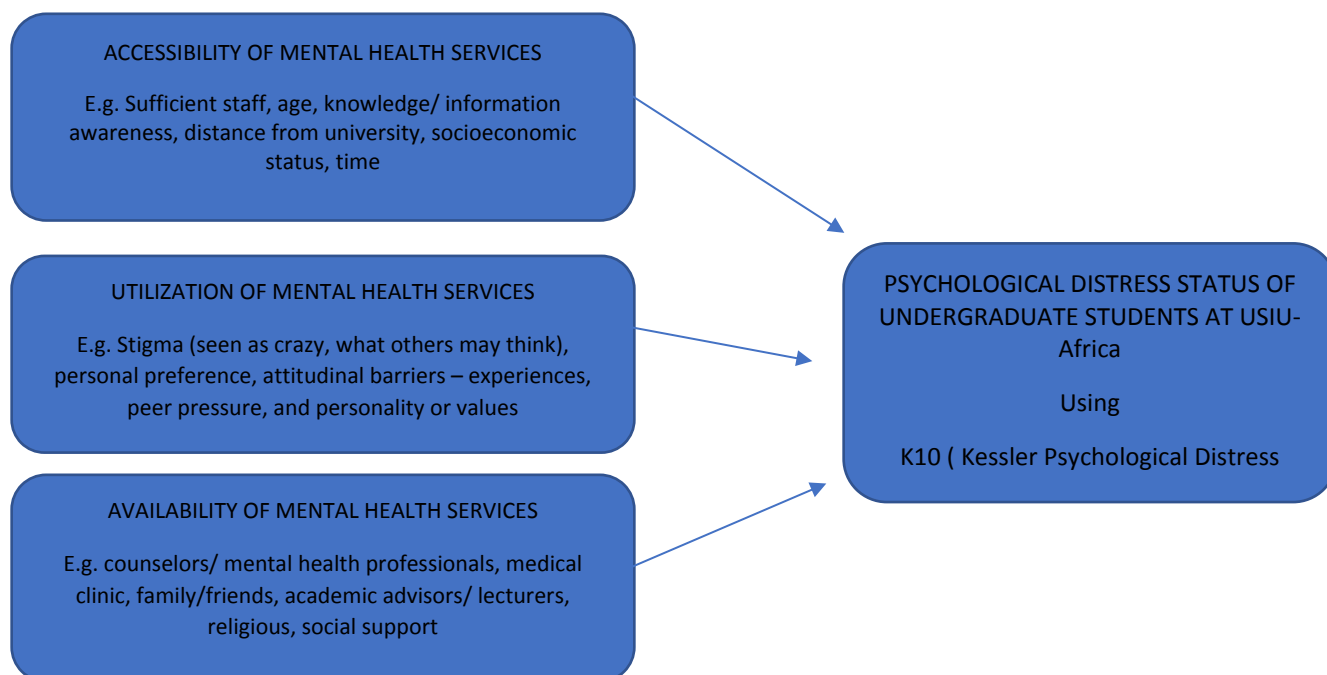 ACCESSIBILITY OF MENTAL HEALTH SERVICES
E.g. Sufficient staff, age, knowledge/ information
awareness, distance from university, socioeconomic
status, time
UTILIZATION OF MENTAL HEALTH SERVICES
E.g. Stigma (seen as crazy, what others may think),
personal preference, attitudinal barriers – experiences,
peer pressure, and personality or values
AVAILABILITY OF MENTAL HEALTH SERVICES
E.g. counselors/ mental health professionals, medical
clinic, family/friends, academic advisors/ lecturers,
religious, social support
PSYCHOLOGICAL DISTRESS STATUS OF
UNDERGRADUATE STUDENTS AT USIU-
Africa
Using
K10 ( Kessler Psychological Distress